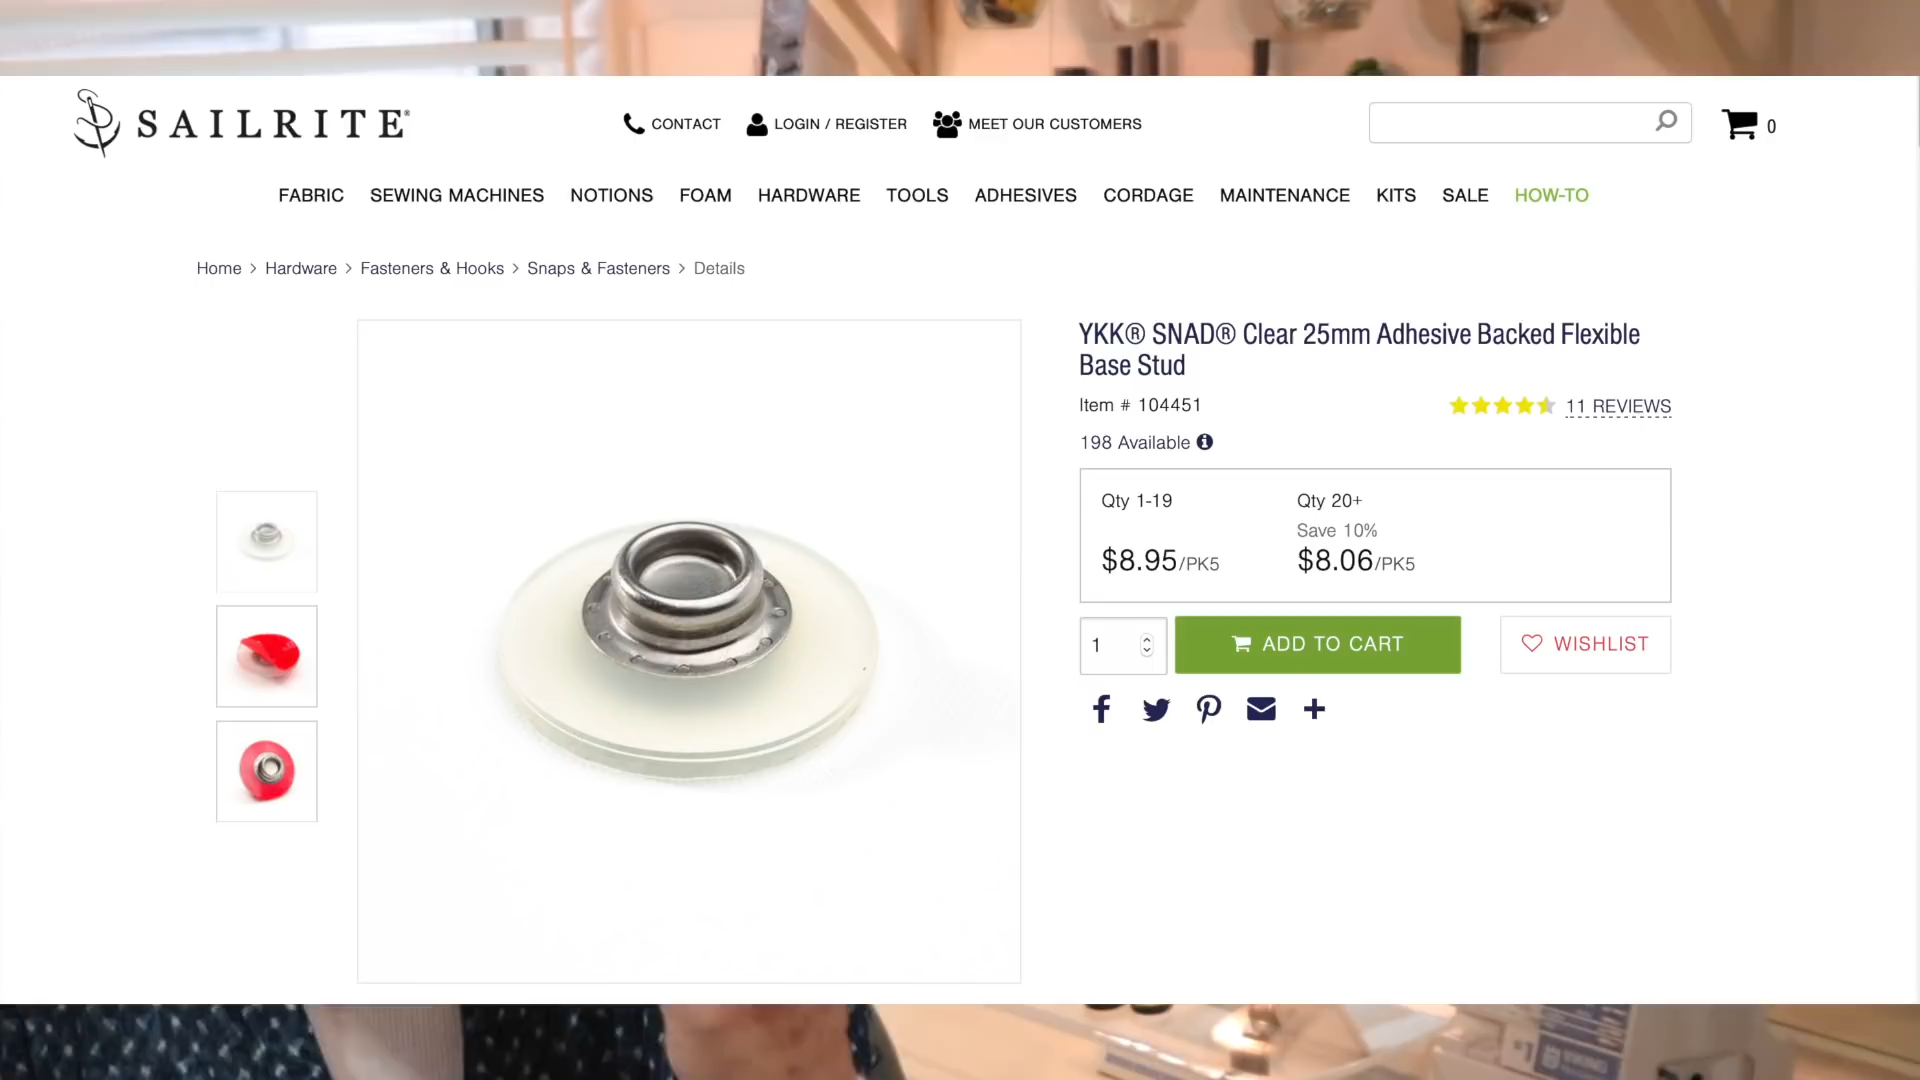 SAILRITE®
CONTACT
LOGIN / REGISTER
MEET OUR CUSTOMERS
0
FABRIC
SEWING MACHINES
NOTIONS
FOAM
HARDWARE
TOOLS
ADHESIVES
CORDAGE
MAINTENANCE
KITS
SALE
HOW-TO
Home > Hardware > Fasteners & Hooks > Snaps & Fasteners > Details
YKK® SNAD® Clear 25mm Adhesive Backed Flexible
Base Stud
Item # 104451
11 REVIEWS
198 Available
Qty 1-19
Qty 20+
Save 10%
$8.95/PK5
$8.06/PK5
1
ADD TO CART
WISHLIST